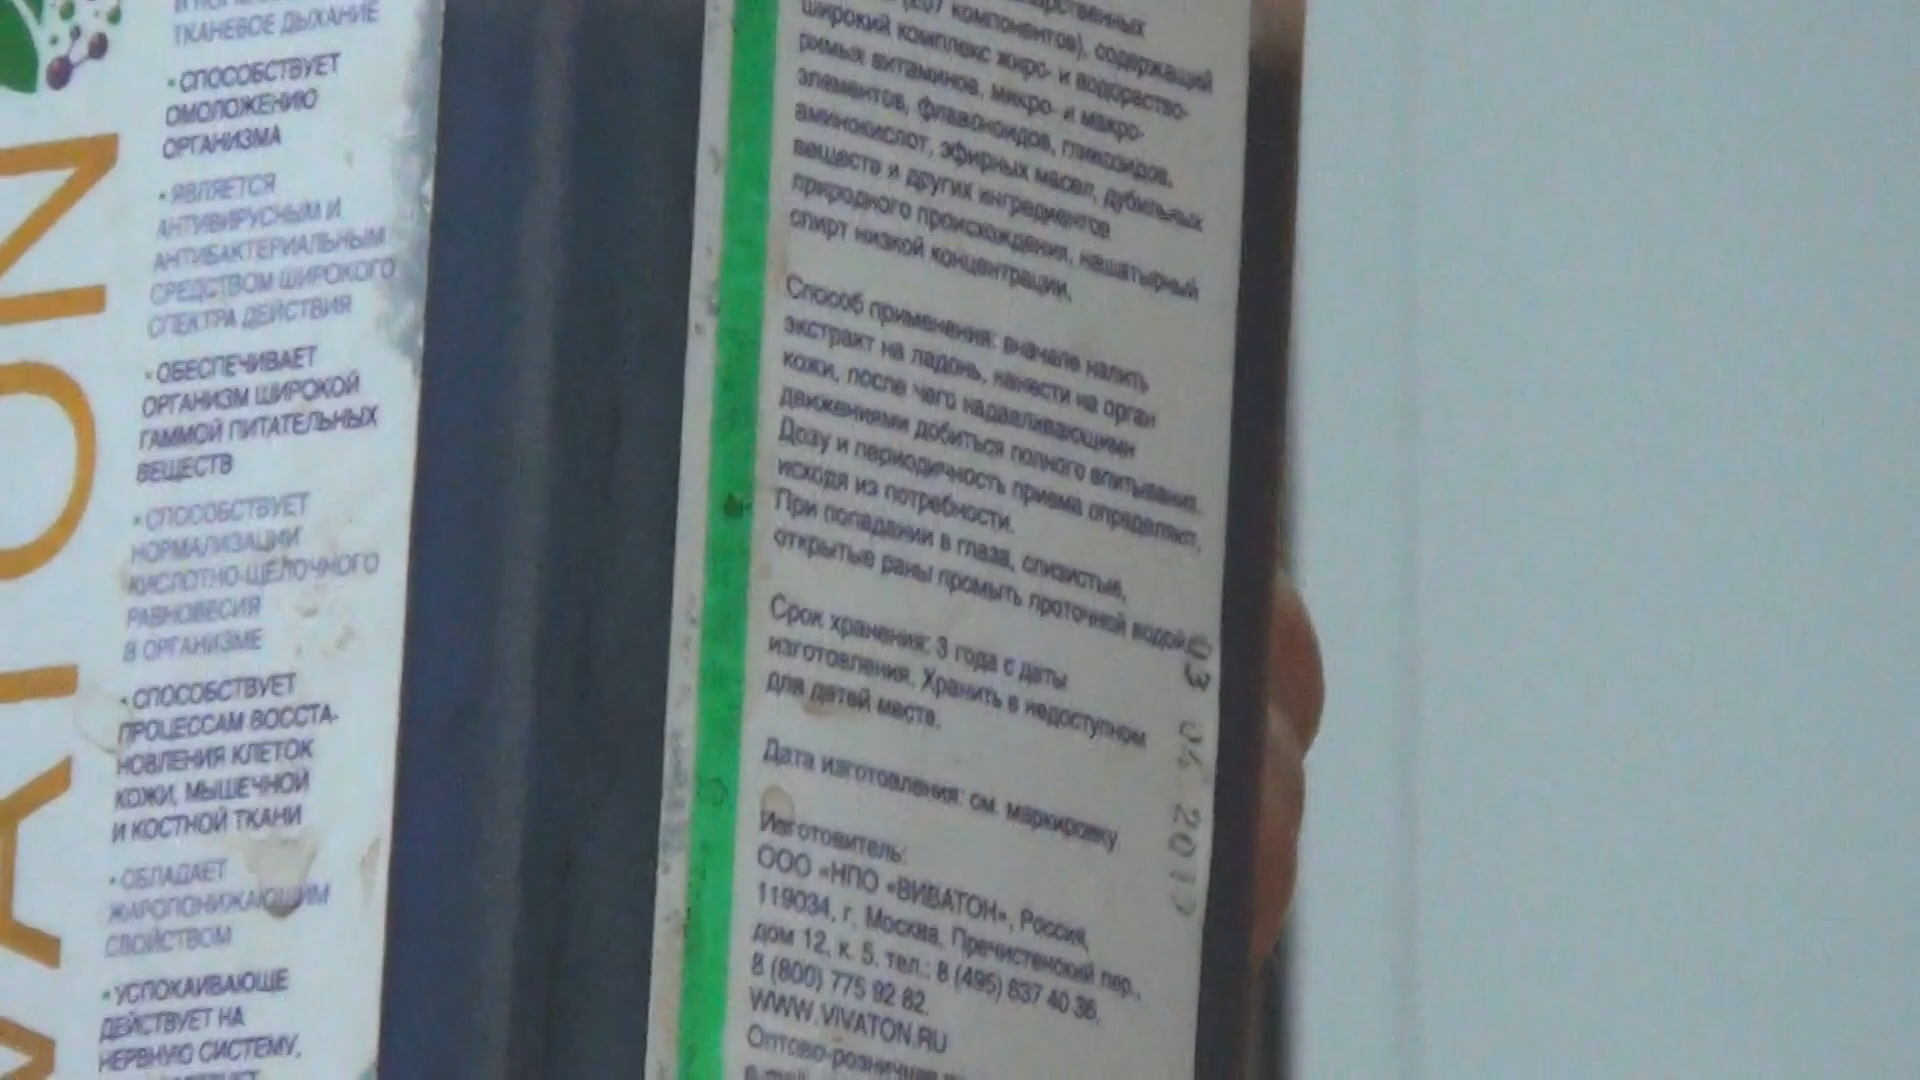 ТКАНЕВОЕ ДЫХАНИЕ
• СПОСОБСТВУЕТ
ОМОЛОЖЕНИЮ
ОРГАНИЗМА
• ЯВЛЯЕТСЯ
АНТИВИРУСНЫМ И
АНТИБАКТЕРИАЛЬНЫМ
СРЕДСТВОМ ШИРОКОГО
СПЕКТРА ДЕЙСТВИЯ
• ОБЕСПЕЧИВАЕТ
ОРГАНИЗМ ШИРОКОЙ
ГАММОЙ ПИТАТЕЛЬНЫХ
ВЕЩЕСТВ
• СПОСОБСТВУЕТ
НОРМАЛИЗАЦИИ
КИСЛОТНО-ЩЕЛОЧНОГО
РАВНОВЕСИЯ
В ОРГАНИЗМЕ
• СПОСОБСТВУЕТ
ПРОЦЕССАМ ВОССТА-
НОВЛЕНИЯ КЛЕТОК
КОЖИ, МЫШЕЧНОЙ
И КОСТНОЙ ТКАНИ
• ОБЛАДАЕТ
ЖАРОПОНИЖАЮЩИМ
СВОЙСТВОМ
• УСПОКАИВАЮЩЕ
ДЕЙСТВУЕТ НА
НЕРВНУЮ СИСТЕМУ,
компонентов), содержащий
широкий комплекс жиро- и водораство-
римых витаминов, микро- и макро-
элементов, флавоноидов, гликозидов,
аминокислот, эфирных масел, дубильных
веществ и других ингредиентов
природного происхождения, нашатырный
спирт низкой концентрации.
Способ применения: вначале налить
экстракт на ладонь, нанести на орган
кожи, после чего надавливающими
движениями добиться полного впитывания.
Дозу и периодичность приема определяют,
исходя из потребности.
При попадании в глаза, слизистые,
открытые раны промыть проточной водой.
Срок хранения: 3 года с даты
изготовления. Хранить в недоступном
для детей месте.
Дата изготовления: см. маркировку
Изготовитель:
ООО «НПО «ВИВАТОН», Россия,
119034, г. Москва, Пречистенский пер.,
дом 12, к. 5. тел.: 8 (495) 637 40 36,
8 (800) 775 92 82.
WWW.VIVATON.RU
Оптово-розничная